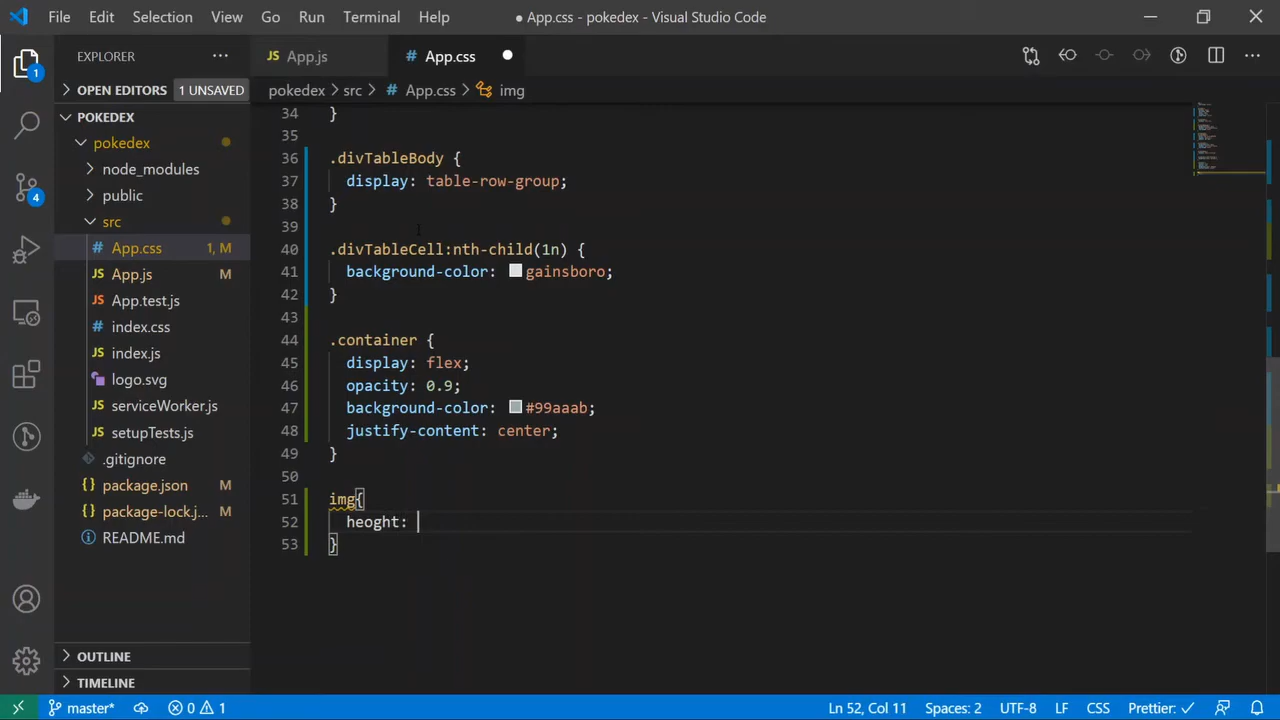 File Edit Selection View Go Run Terminal Help
● App.css - pokedex - Visual Studio Code
EXPLORER ···
JS App.js
# App.css
OPEN EDITORS 1 UNSAVED
pokedex > src > # App.css > img
POKEDEX
pokedex
node_modules
public
src
# App.css 1, M
JS App.js M
JS App.test.js
# index.css
JS index.js
logo.svg
JS serviceWorker.js
JS setupTests.js
.gitignore
{} package.json M
{} package-lock.j... M
README.md
OUTLINE
TIMELINE
1
4
34 }
35
36 .divTableBody {
37 display: table-row-group;
38 }
39
40 .divTableCell:nth-child(1n) {
41 background-color: gainsboro;
42 }
43
44 .container {
45 display: flex;
46 opacity: 0.9;
47 background-color: #99aaab;
48 justify-content: center;
49 }
50
51 img{
52 heoght:
53 }
master* 0 1 Ln 52, Col 11 Spaces: 2 UTF-8 LF CSS Prettier: ✓